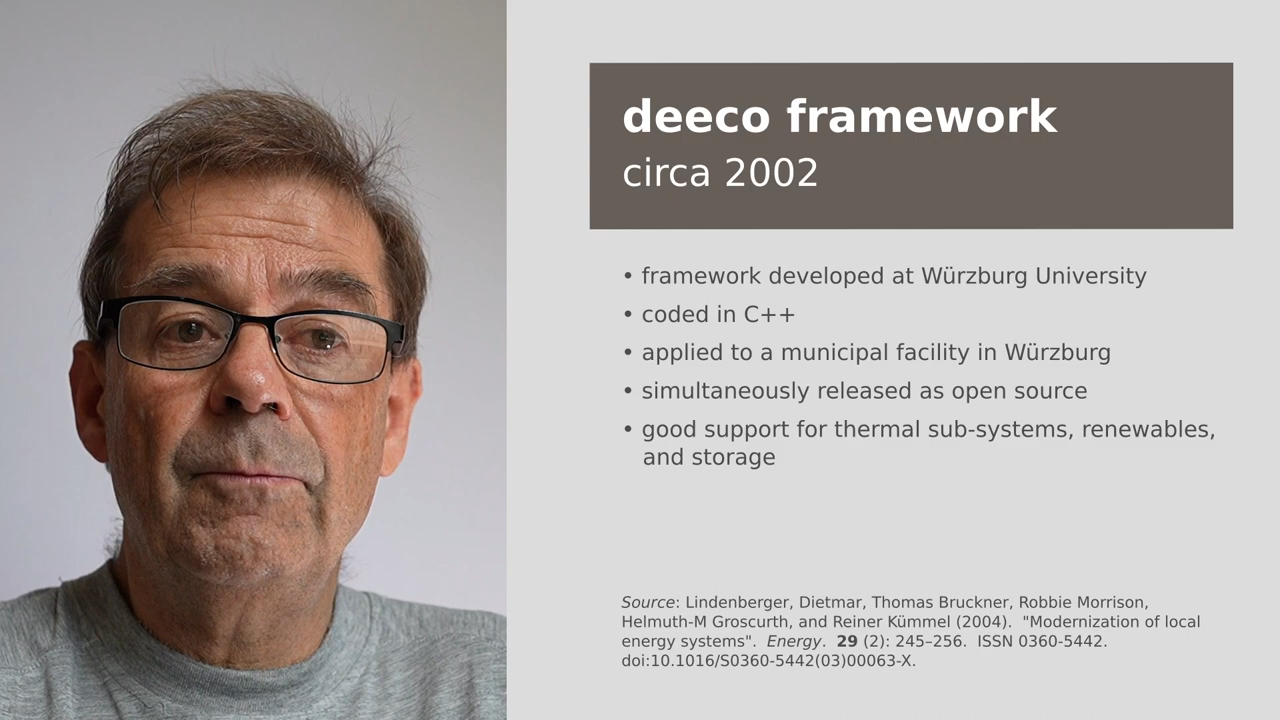 deeco framework
circa 2002
• framework developed at Würzburg University
• coded in C++
• applied to a municipal facility in Würzburg
• simultaneously released as open source
• good support for thermal sub-systems, renewables,
and storage
Source: Lindenberger, Dietmar, Thomas Bruckner, Robbie Morrison,
Helmuth-M Groscurth, and Reiner Kümmel (2004). "Modernization of local
energy systems". Energy. 29 (2): 245–256. ISSN 0360-5442.
doi:10.1016/S0360-5442(03)00063-X.